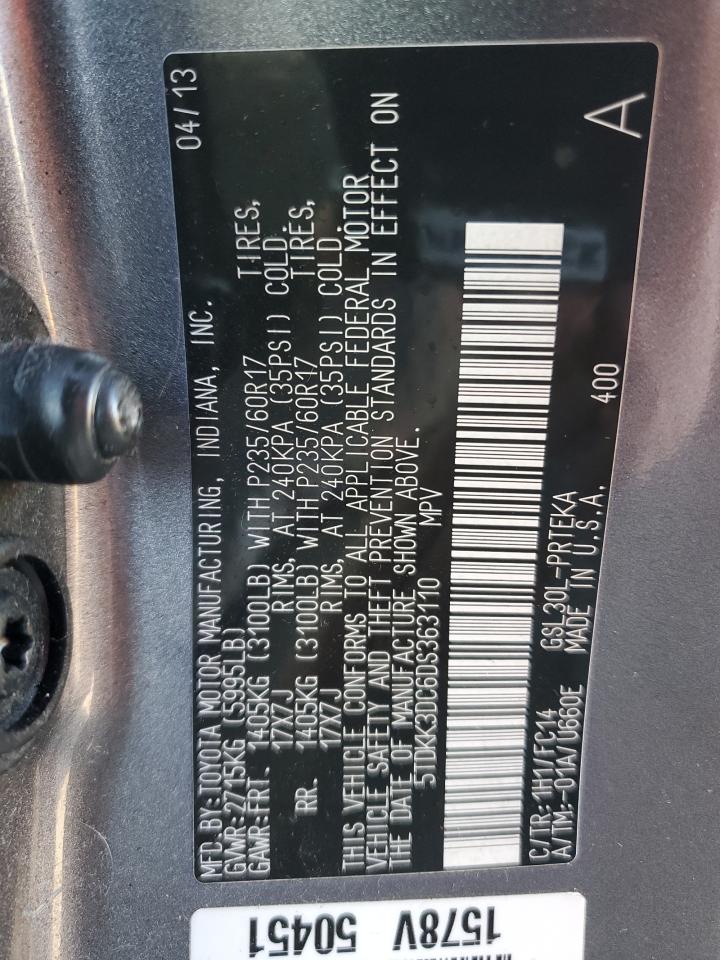 MFD. BY: TOYOTA MOTOR MANUFACTURING, INDIANA, INC. 04/13
GVWR: 2715KG (5995LB)
GAWR: FRT. 1405KG (3100LB) WITH P235/60R17 TIRES,
17X7J RIMS, AT 240KPA (35PSI) COLD.
RR. 1405KG (3100LB) WITH P235/60R17 TIRES,
17X7J RIMS, AT 240KPA (35PSI) COLD.
THIS VEHICLE CONFORMS TO ALL APPLICABLE FEDERAL MOTOR
VEHICLE SAFETY AND THEFT PREVENTION STANDARDS IN EFFECT ON
THE DATE OF MANUFACTURE SHOWN ABOVE.
5TDKK3DC6DS363110 MPV
C/TR: 1H1/FC14 GSL30L-PRTEKA 400
A/TM: -01A/U660E MADE IN U.S.A.
A
1578V
50451